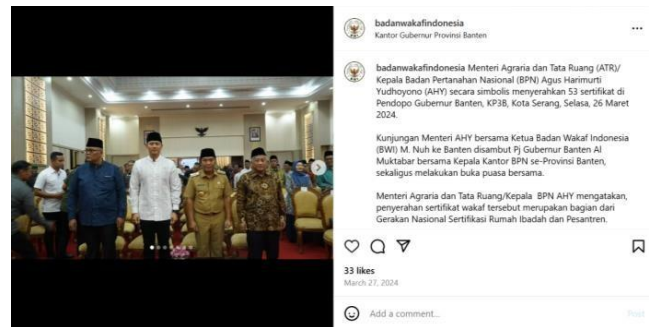 badanwakafindonesia
Kantor Gubernur Provinsi Banten
badanwakafindonesia Menteri Agraria dan Tata Ruang (ATR)/
Kepala Badan Pertanahan Nasional (BPN) Agus Harimurti
Yudhoyono (AHY) secara simbolis menyerahkan 53 sertifikat di
Pendopo Gubernur Banten, KP3B, Kota Serang, Selasa, 26 Maret
2024.
Kunjungan Menteri AHY bersama Ketua Badan Wakaf Indonesia
(BWI) M. Nuh ke Banten disambut Pj Gubernur Banten Al
Muktabar bersama Kepala Kantor BPN se-Provinsi Banten,
sekaligus melakukan buka puasa bersama.
Menteri Agraria dan Tata Ruang/Kepala BPN AHY mengatakan,
penyerahan sertifikat wakaf tersebut merupakan bagian dari
Gerakan Nasional Sertifikasi Rumah Ibadah dan Pesantren.
33 likes
March 27, 2024
Add a comment...
Post